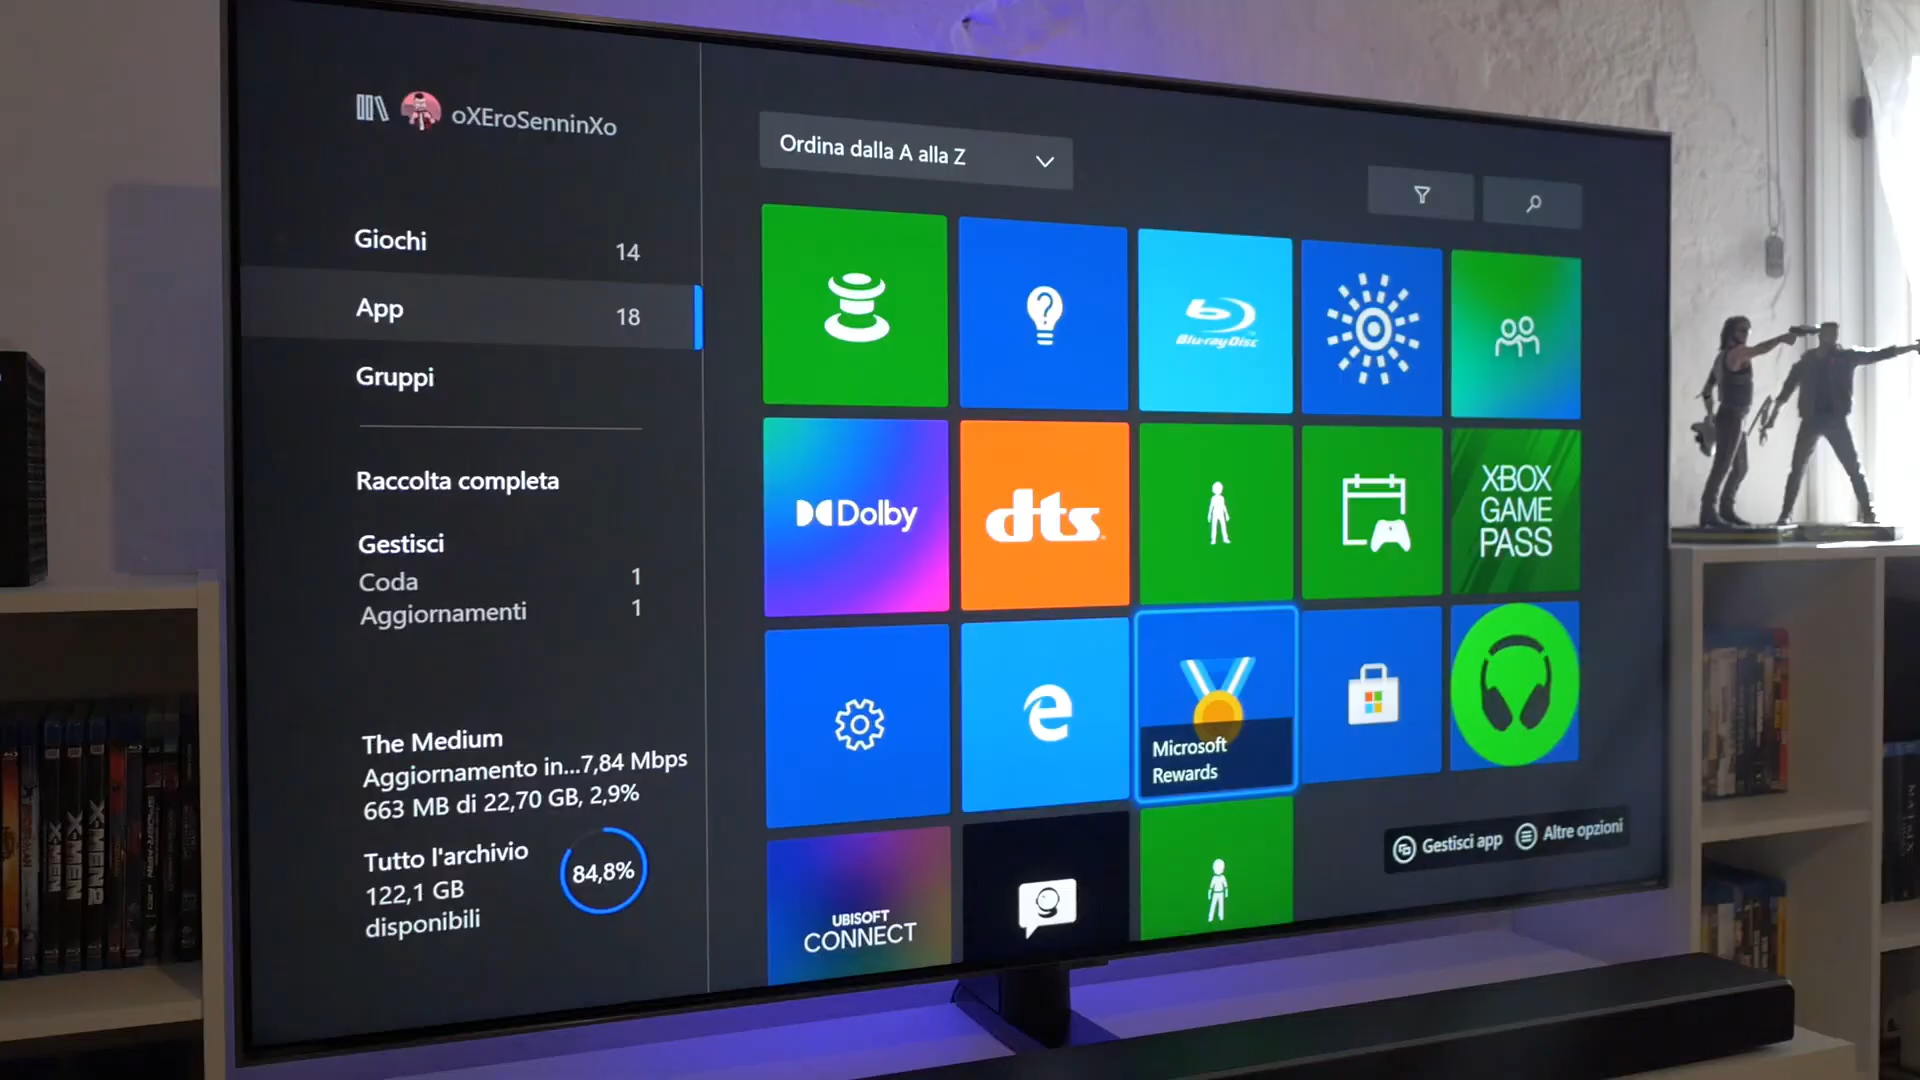 oXEroSenninXo
Giochi 14
App 18
Gruppi
Raccolta completa
Gestisci
Coda 1
Aggiornamenti 1
The Medium
Aggiornamento in...7,84 Mbps
663 MB di 22,70 GB, 2,9%
Tutto l'archivio
122,1 GB
disponibili
84,8%
Ordina dalla A alla Z
Blu-ray Disc
Dolby
dts
XBOX
GAME
PASS
Microsoft
Rewards
UBISOFT
CONNECT
Gestisci app
Altre opzioni
X-MEN
X-MEN